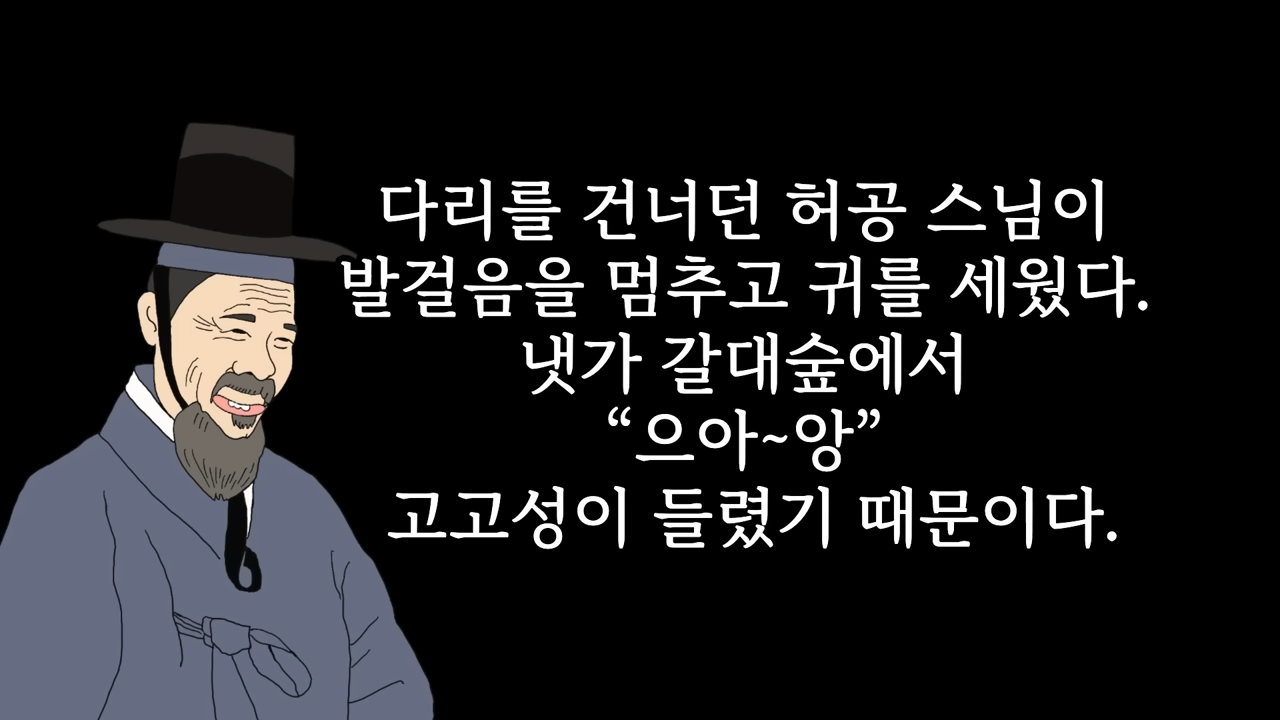 다리를 건너던 허공 스님이
발걸음을 멈추고 귀를 세웠다.
냇가 갈대숲에서
“으아~앙”
고고성이 들렸기 때문이다.